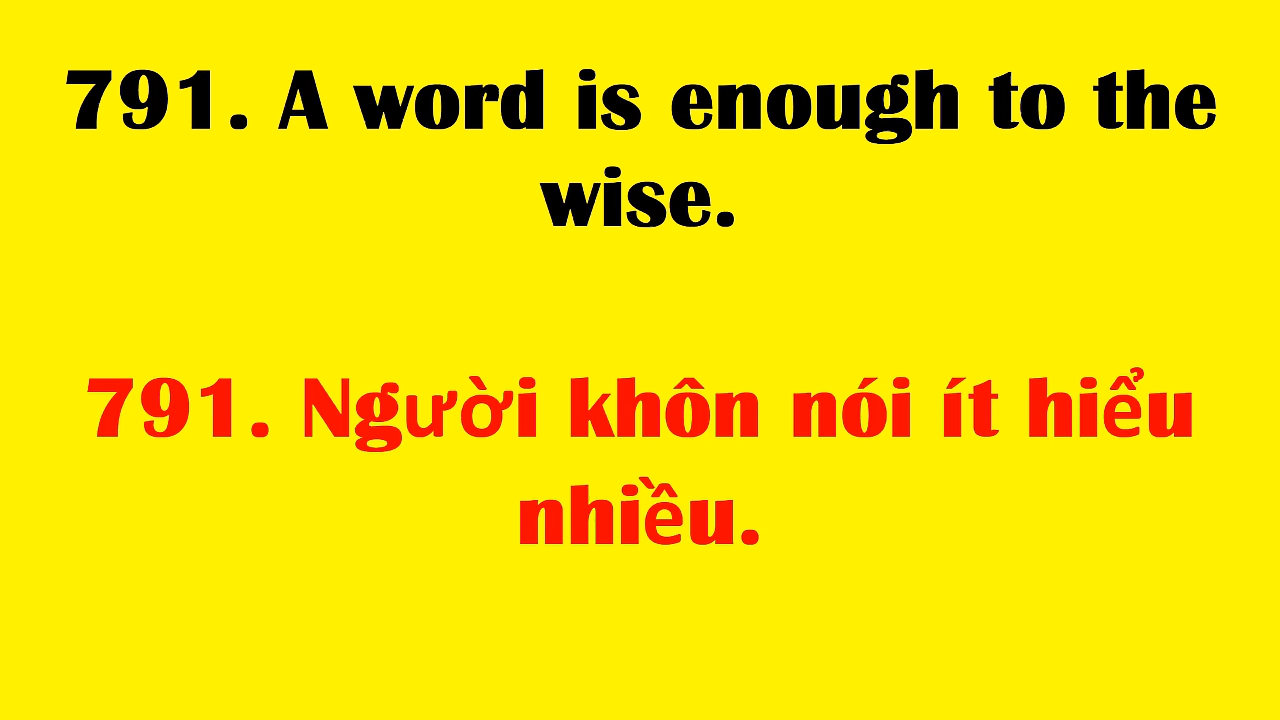 791. A word is enough to the
wise.
791. Người khôn nói ít hiểu
nhiều.